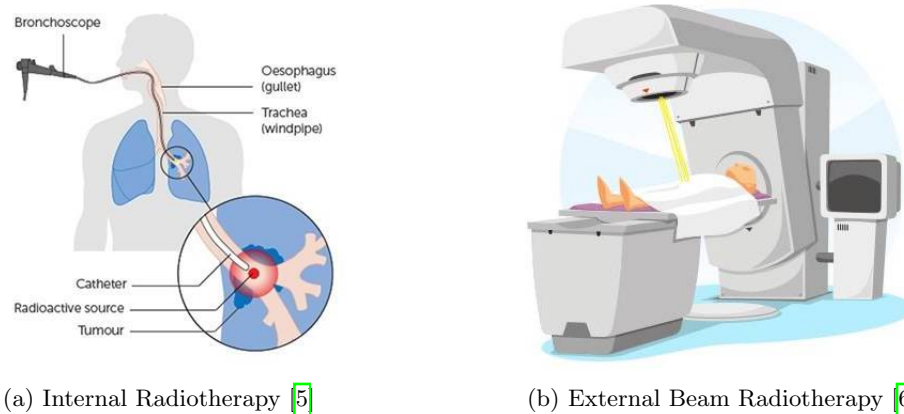 Bronchoscope
Oesophagus
(gullet)
Trachea
(windpipe)
Catheter
Radioactive source
Tumour
(a) Internal Radiotherapy [5]
(b) External Beam Radiotherapy [6